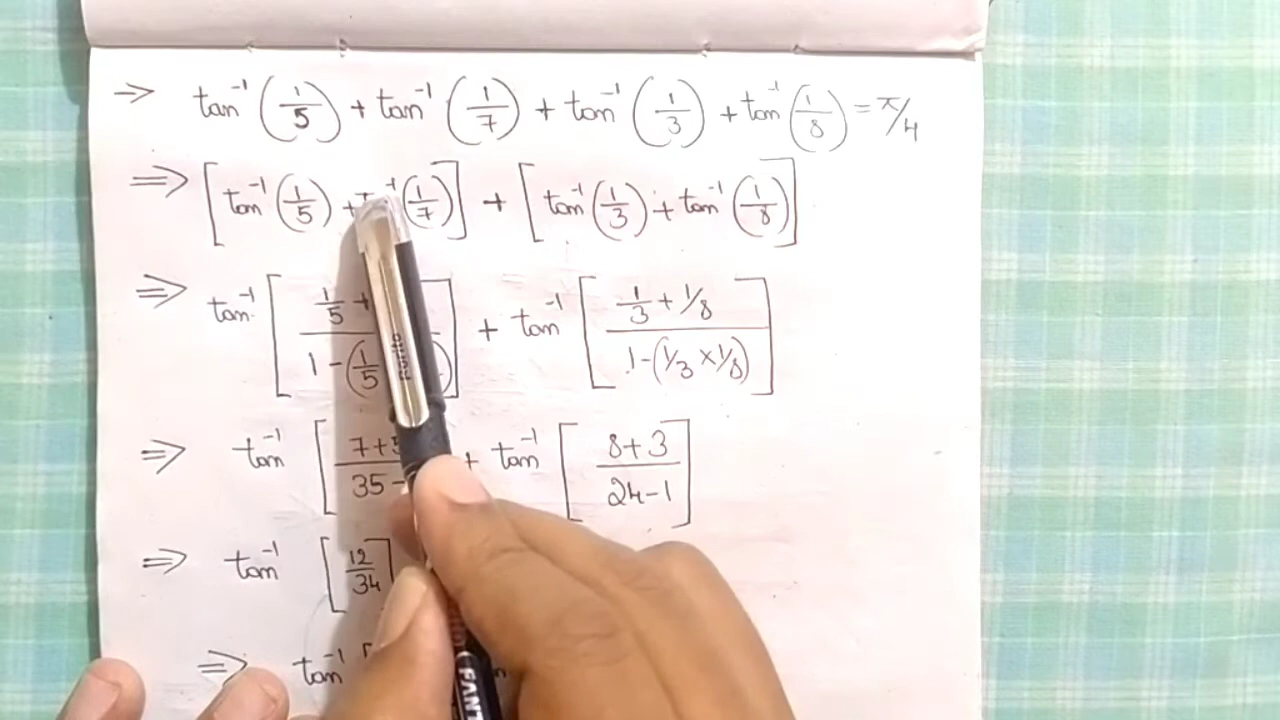 ⇒ tan⁻¹(1/5) + tan⁻¹(1/7) + tan⁻¹(1/3) + tan⁻¹(1/8) = π/4
⇒ [tan⁻¹(1/5) + ⁻¹(1/7)] + [tan⁻¹(1/3) + tan⁻¹(1/8)]
⇒ tan⁻¹[(1/5 +) / (1 - (1/5))] + tan⁻¹[(1/3 + 1/8) / (1 - (1/3 × 1/8))]
⇒ tan⁻¹[(7+5) / (35-)] + tan⁻¹[(8+3) / (24-1)]
⇒ tan⁻¹[12/34]
⇒ tan⁻¹[